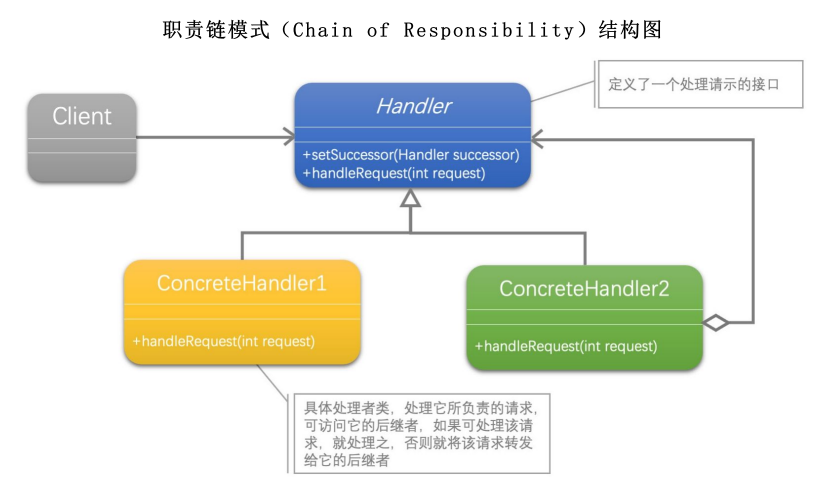 职责链模式（Chain of Responsibility）结构图
Client
Handler
+setSuccessor(Handler successor)
+handleRequest(int request)
定义了一个处理请示的接口
ConcreteHandler1
+handleRequest(int request)
ConcreteHandler2
+handleRequest(int request)
具体处理者类，处理它所负责的请求，
可访问它的后继者，如果可处理该请
求，就处理之，否则就将该请求转发
给它的后继者